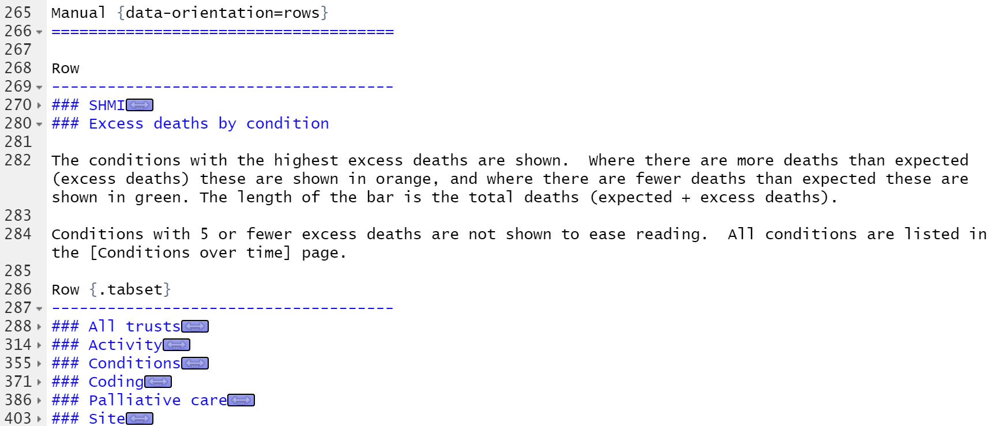 265 Manual {data-orientation=rows}
266 =====================================
267
268 Row
269 -------------------------------------
270 ### SHMI
280 ### Excess deaths by condition
281
282 The conditions with the highest excess deaths are shown.  Where there are more deaths than expected
(excess deaths) these are shown in orange, and where there are fewer deaths than expected these are
shown in green. The length of the bar is the total deaths (expected + excess deaths).
283
284 Conditions with 5 or fewer excess deaths are not shown to ease reading.  All conditions are listed in
the [Conditions over time] page.
285
286 Row {.tabset}
287 -------------------------------------
288 ### All trusts
314 ### Activity
355 ### Conditions
371 ### Coding
386 ### Palliative care
403 ### Site